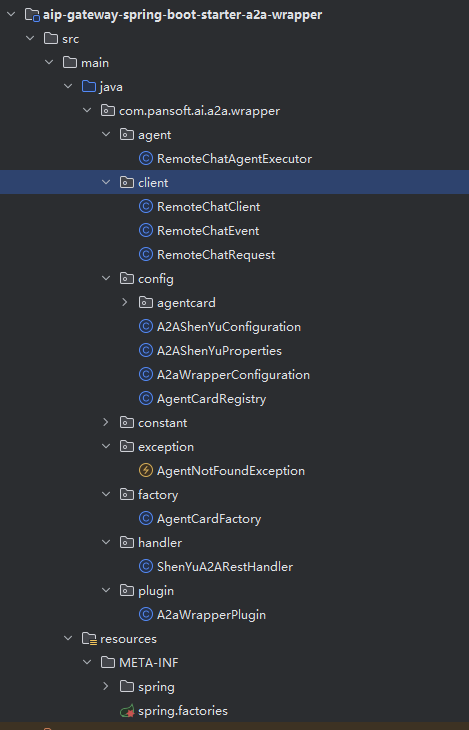 aip-gateway-spring-boot-starter-a2a-wrapper
src
main
java
com.pansoft.ai.a2a.wrapper
agent
RemoteChatAgentExecutor
client
RemoteChatClient
RemoteChatEvent
RemoteChatRequest
config
agentcard
A2AShenYuConfiguration
A2AShenYuProperties
A2aWrapperConfiguration
AgentCardRegistry
constant
exception
AgentNotFoundException
factory
AgentCardFactory
handler
ShenYuA2ARestHandler
plugin
A2aWrapperPlugin
resources
META-INF
spring
spring.factories